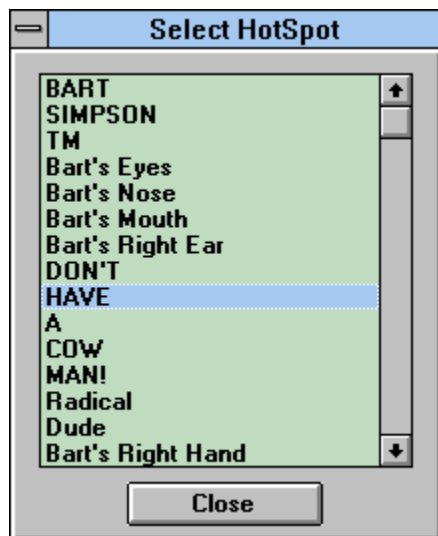 Select HotSpot
BART
SIMPSON
TM
Bart's Eyes
Bart's Nose
Bart's Mouth
Bart's Right Ear
DON'T
HAVE
A
COW
MAN!
Radical
Dude
Bart's Right Hand
Close